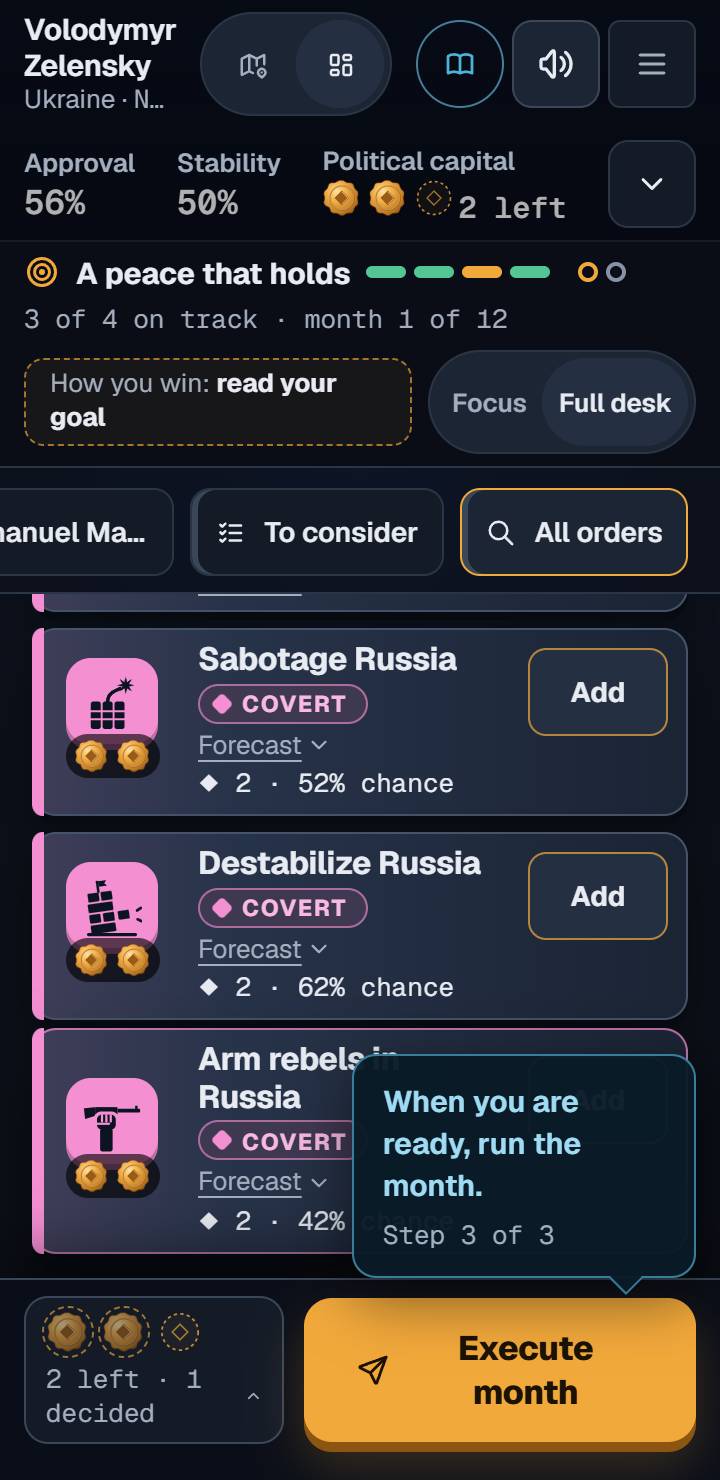 Volodymyr
Zelensky
Ukraine · N…
Approval
56%
Stability
50%
Political capital
2 left
A peace that holds
3 of 4 on track · month 1 of 12
How you win: read your
goal
Focus
Full desk
anuel Ma…
To consider
All orders
Sabotage Russia
COVERT
Forecast
2 · 52% chance
Add
Destabilize Russia
COVERT
Forecast
2 · 62% chance
Add
Arm rebels in
Russia
COVERT
Forecast
2 · 42% chance
Add
When you are
ready, run the
month.
Step 3 of 3
2 left · 1
decided
Execute
month